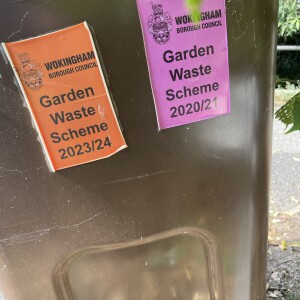 WOKINGHAM
BOROUGH COUNCIL
Garden
Waste
Scheme
2023/24
WOKINGHAM
BOROUGH COUNCIL
Garden
Waste
Scheme
2020/21